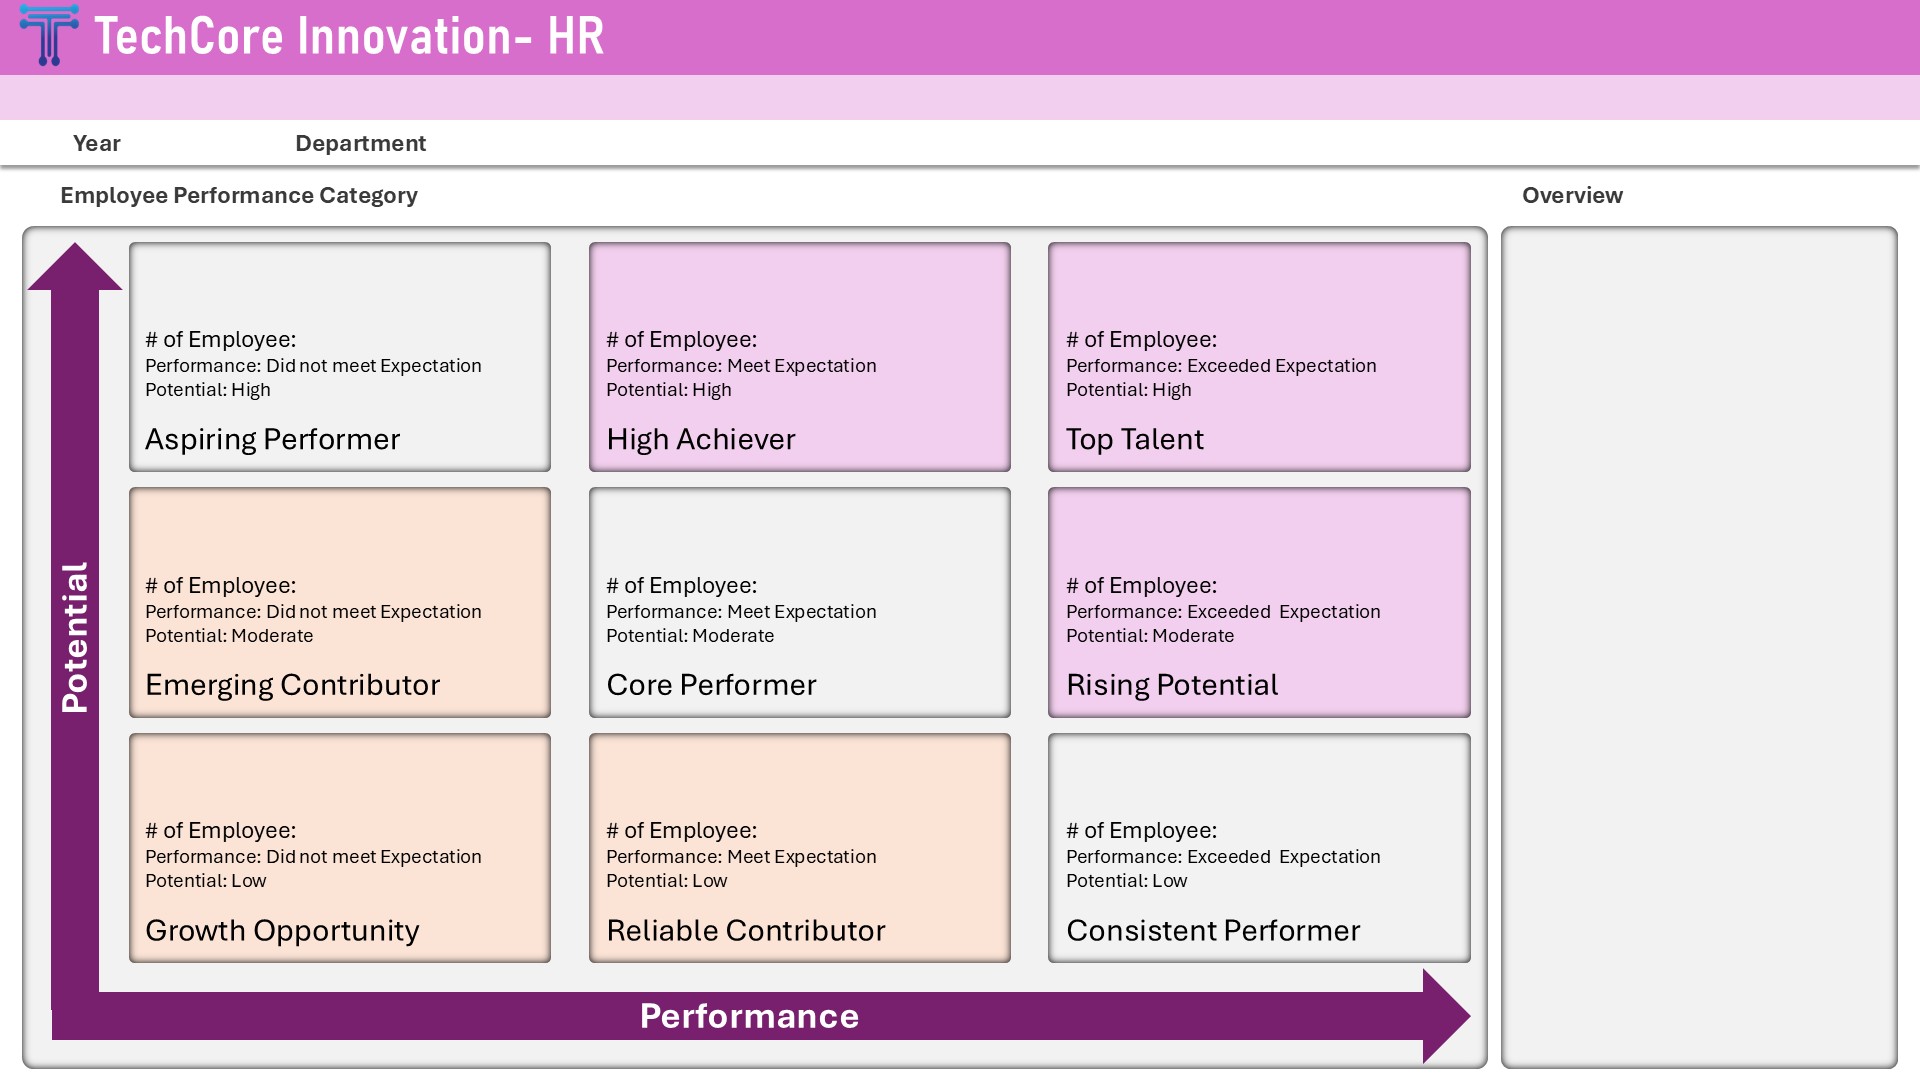 TechCore Innovation- HR
Year
Department
Employee Performance Category
Overview
# of Employee:
Performance: Did not meet Expectation
Potential: High
Aspiring Performer
# of Employee:
Performance: Meet Expectation
Potential: High
High Achiever
# of Employee:
Performance: Exceeded Expectation
Potential: High
Top Talent
Potential
# of Employee:
Performance: Did not meet Expectation
Potential: Moderate
Emerging Contributor
# of Employee:
Performance: Meet Expectation
Potential: Moderate
Core Performer
# of Employee:
Performance: Exceeded  Expectation
Potential: Moderate
Rising Potential
# of Employee:
Performance: Did not meet Expectation
Potential: Low
Growth Opportunity
# of Employee:
Performance: Meet Expectation
Potential: Low
Reliable Contributor
# of Employee:
Performance: Exceeded  Expectation
Potential: Low
Consistent Performer
Performance